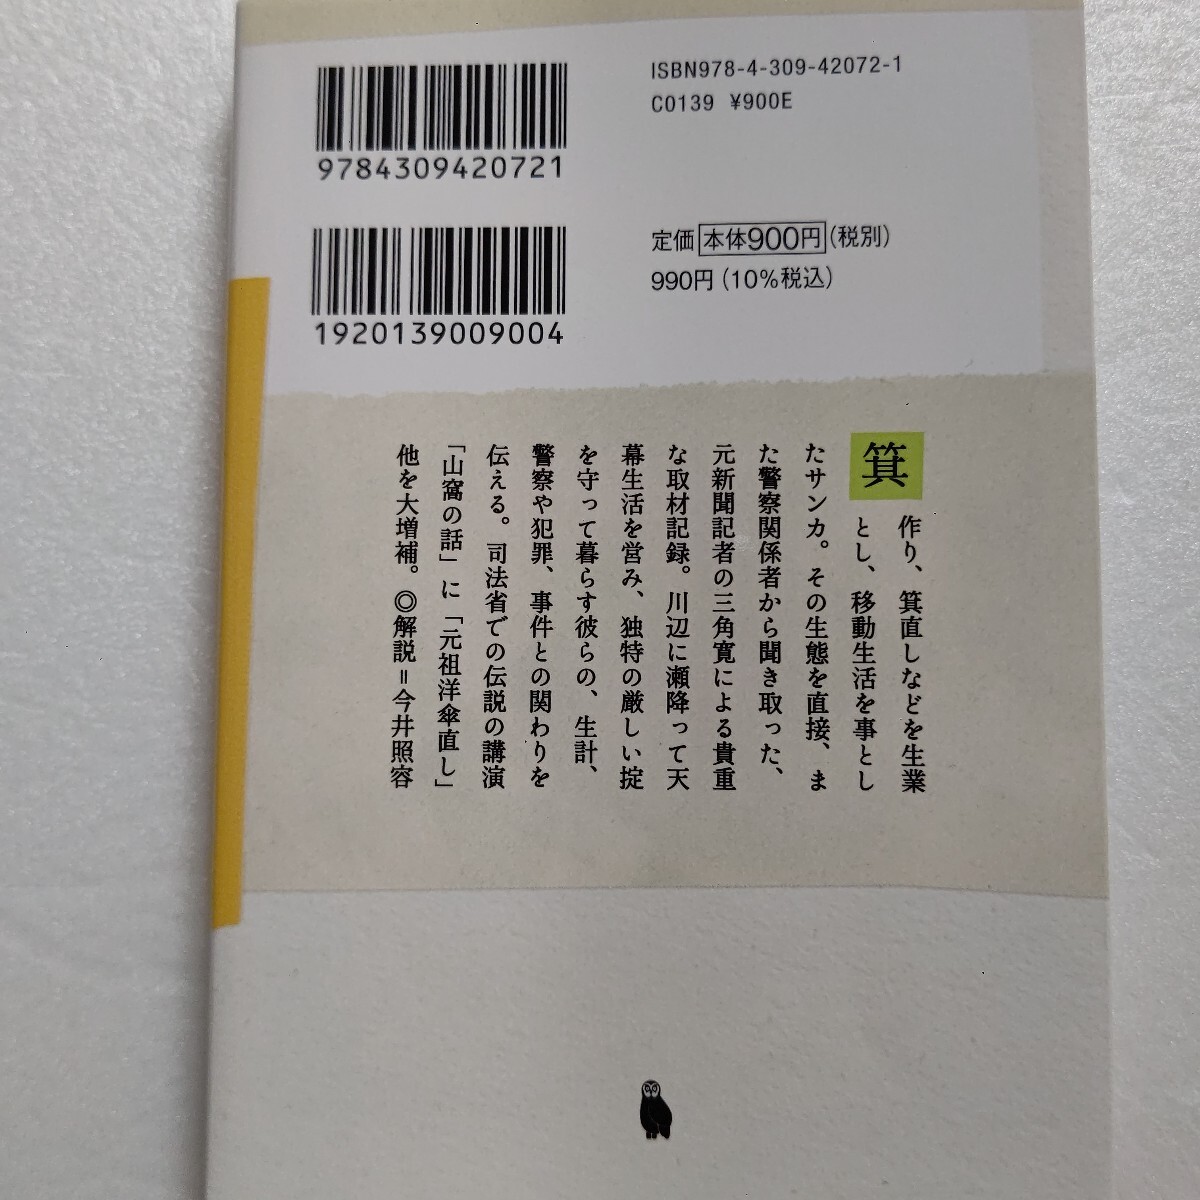 ISBN978-4-309-42072-1
C0139 ¥900E
9784309420721
定価 本体900円 (税別)
990円 (10%税込)
1920139009004
箕作り、箕直しなどを生業
とし、移動生活を事とし
たサンカ。その生態を直接、ま
た警察関係者から聞き取った、
元新聞記者の三角寛による貴重
な取材記録。川辺に瀬降って天
幕生活を営み、独特の厳しい掟
を守って暮らす彼らの、生計、
警察や犯罪、事件との関わりを
伝える。司法省での伝説の講演
「山窩の話」に「元祖洋傘直し」
他を大増補。◎解説=今井照容